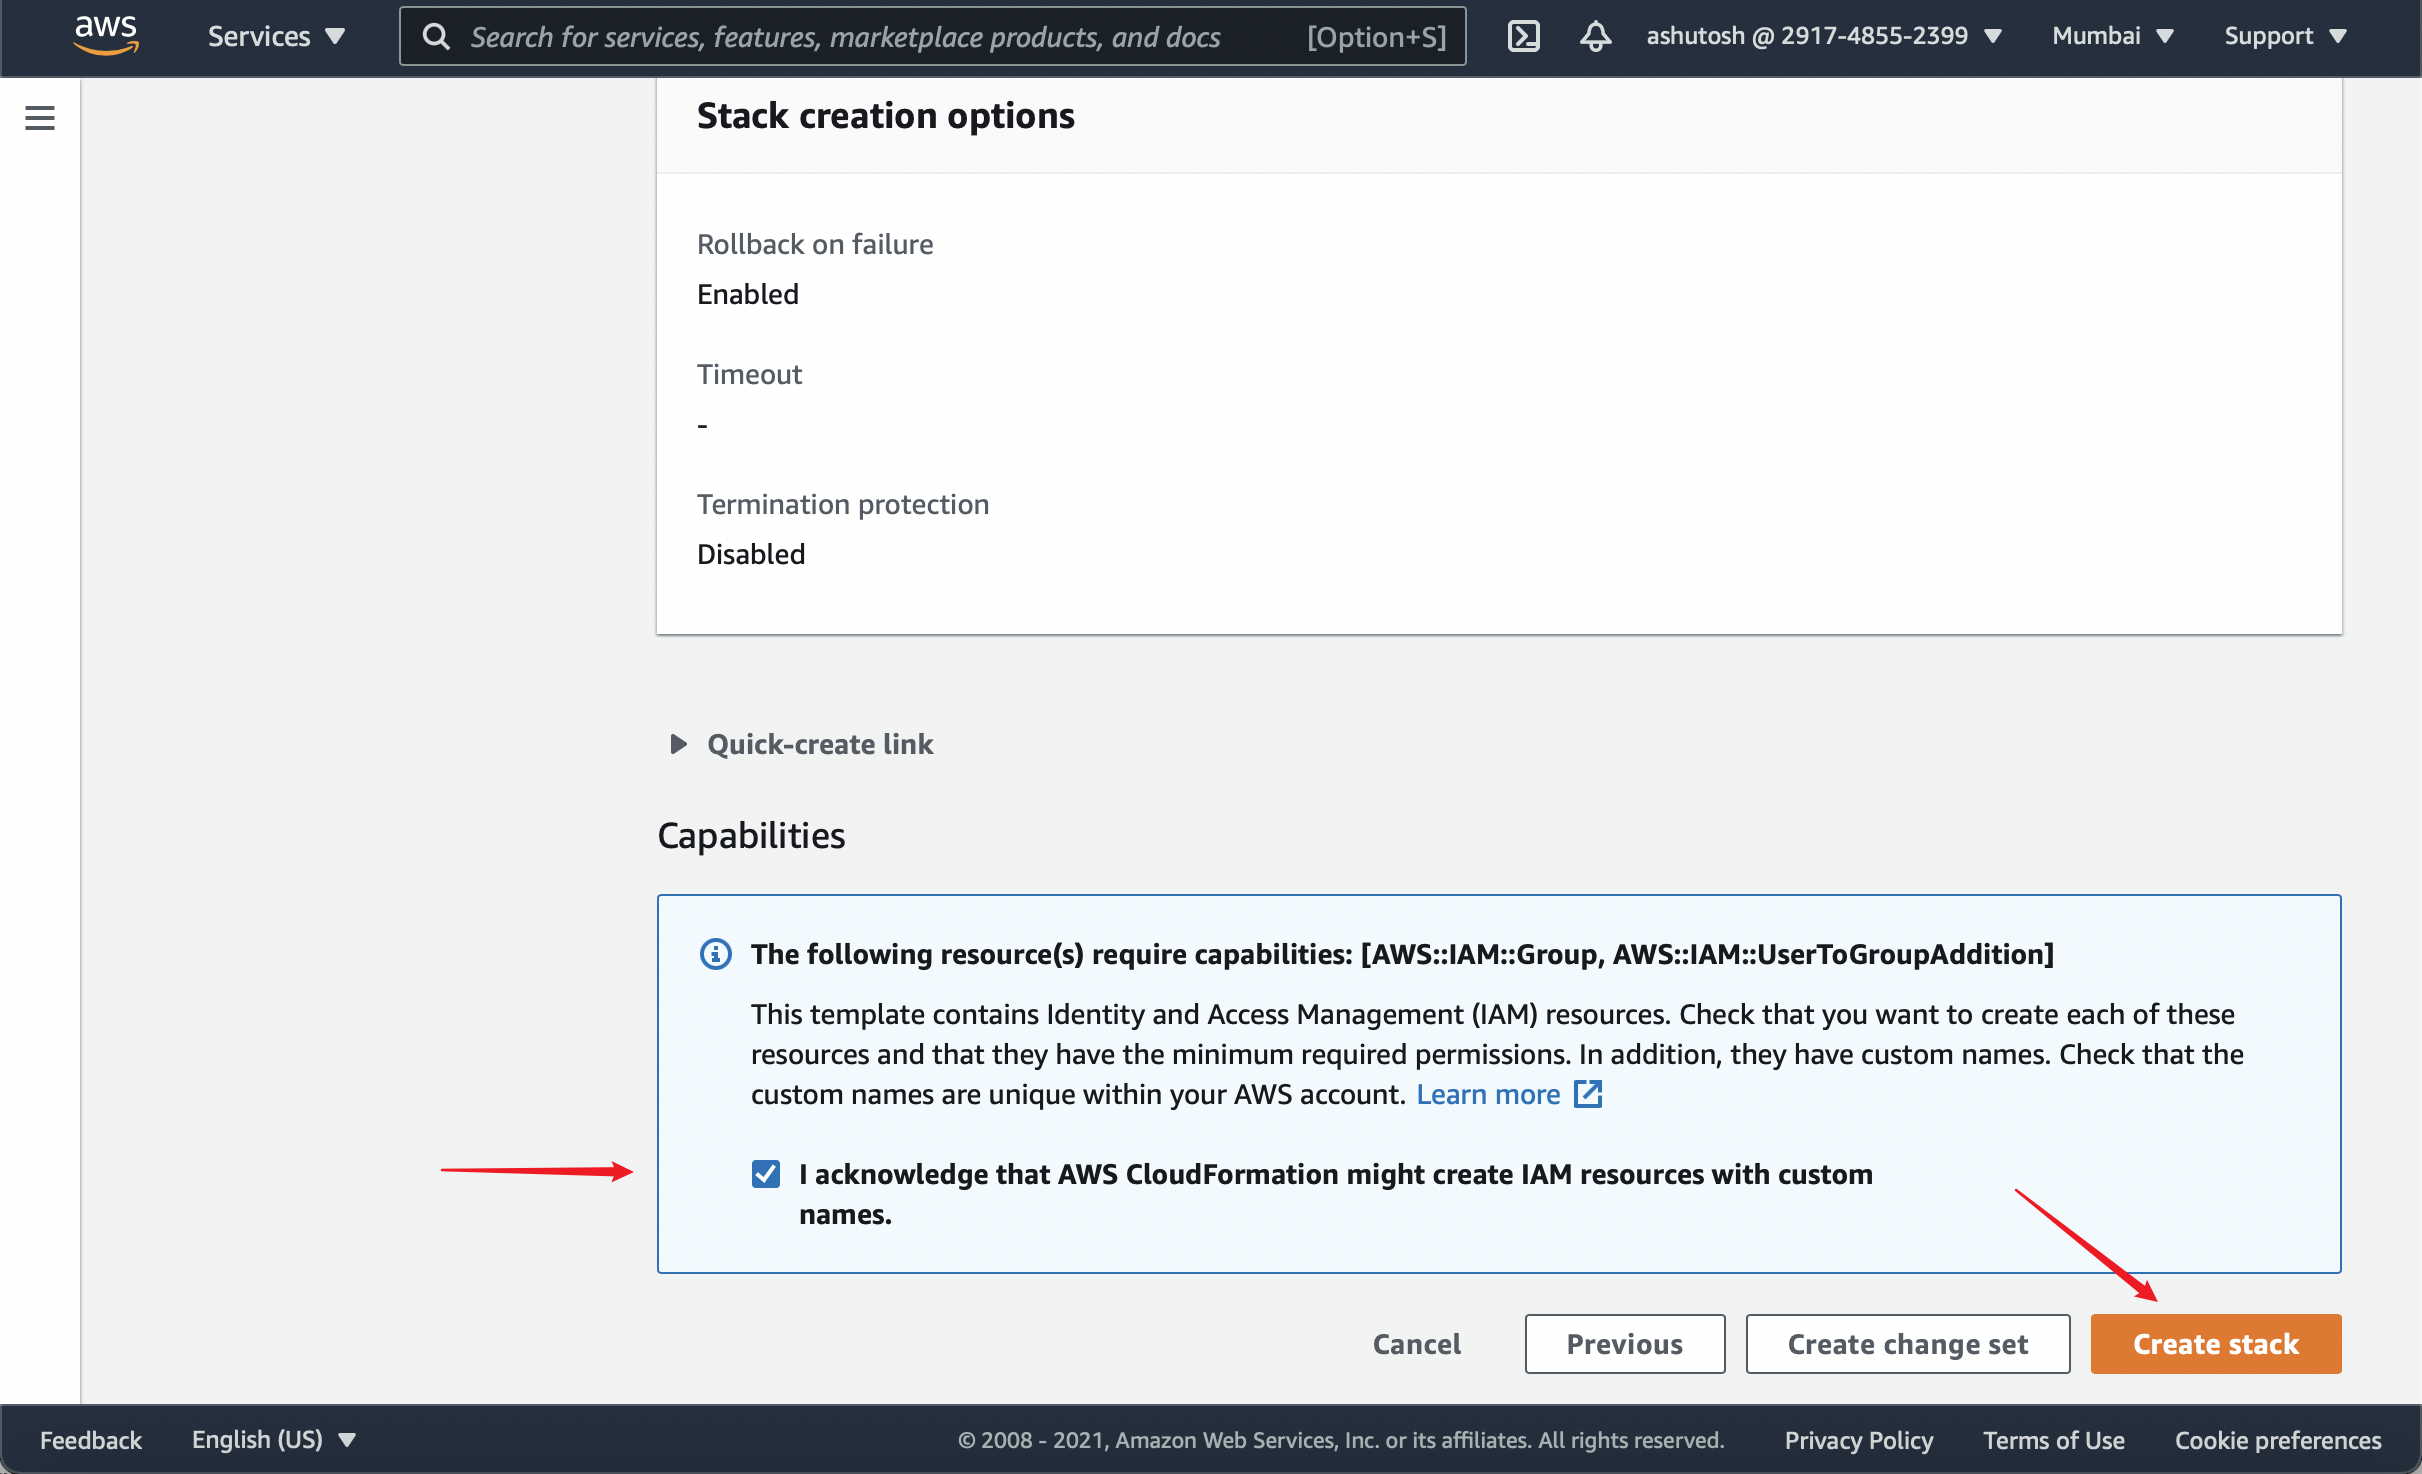 aws
Services
Search for services, features, marketplace products, and docs
[Option+S]
ashutosh @ 2917-4855-2399
Mumbai
Support
Stack creation options
Rollback on failure
Enabled
Timeout
-
Termination protection
Disabled
Quick-create link
Capabilities
The following resource(s) require capabilities: [AWS::IAM::Group, AWS::IAM::UserToGroupAddition]
This template contains Identity and Access Management (IAM) resources. Check that you want to create each of these
resources and that they have the minimum required permissions. In addition, they have custom names. Check that the
custom names are unique within your AWS account. Learn more
I acknowledge that AWS CloudFormation might create IAM resources with custom
names.
Cancel
Previous
Create change set
Create stack
Feedback
English (US)
© 2008 - 2021, Amazon Web Services, Inc. or its affiliates. All rights reserved.
Privacy Policy
Terms of Use
Cookie preferences